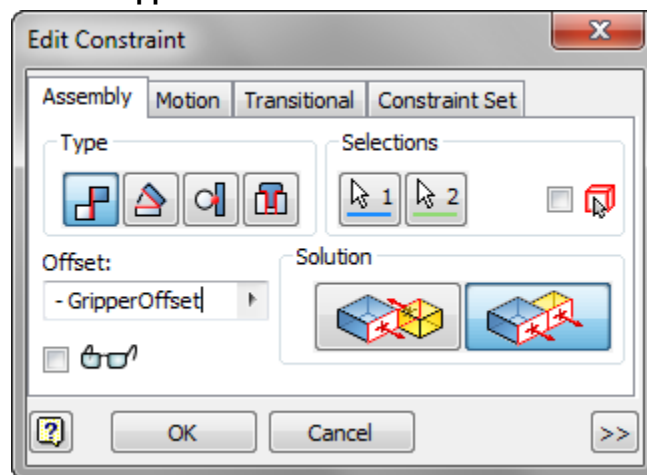 Edit Constraint
Assembly Motion Transitional Constraint Set
Type Selections
1 2
Offset: Solution
- GripperOffset
OK Cancel >>